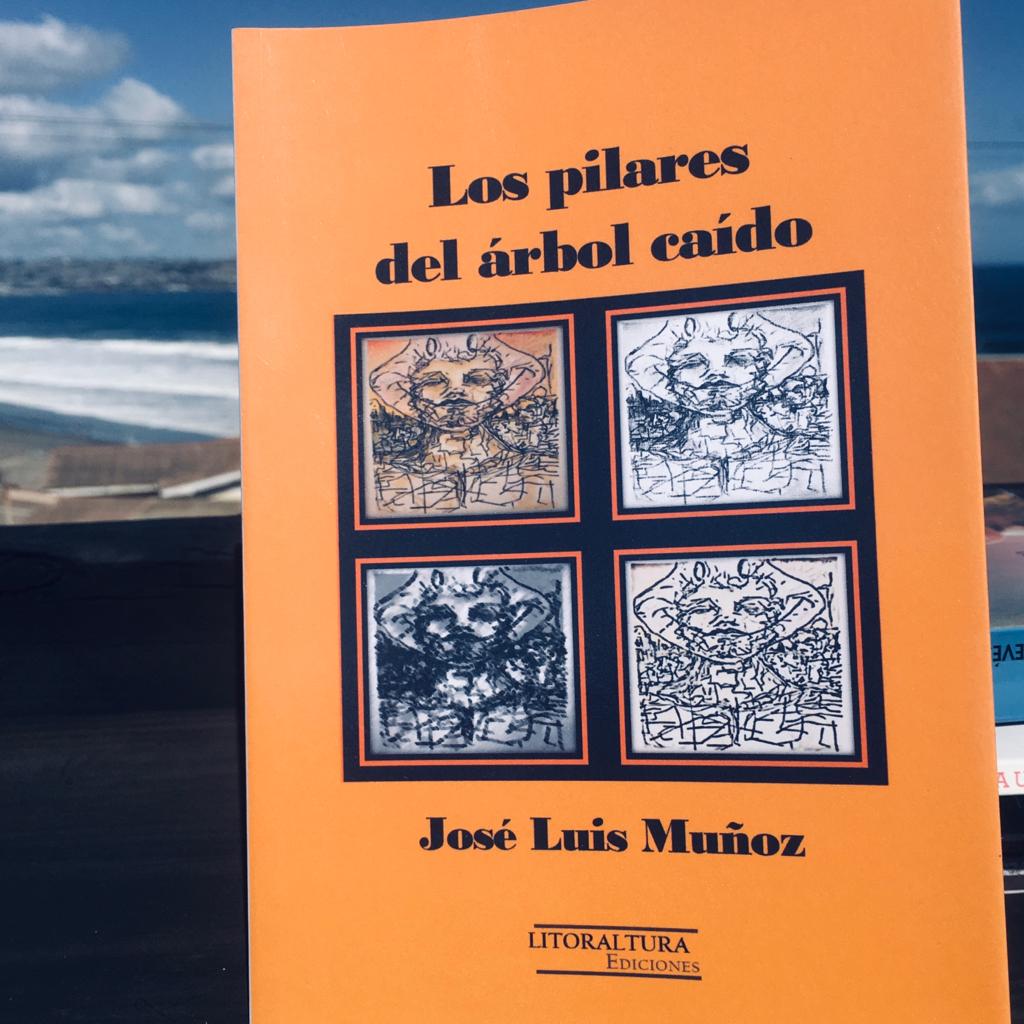 Los pilares
del árbol caído
José Luis Muñoz
LITORALTURA
EDICIONES